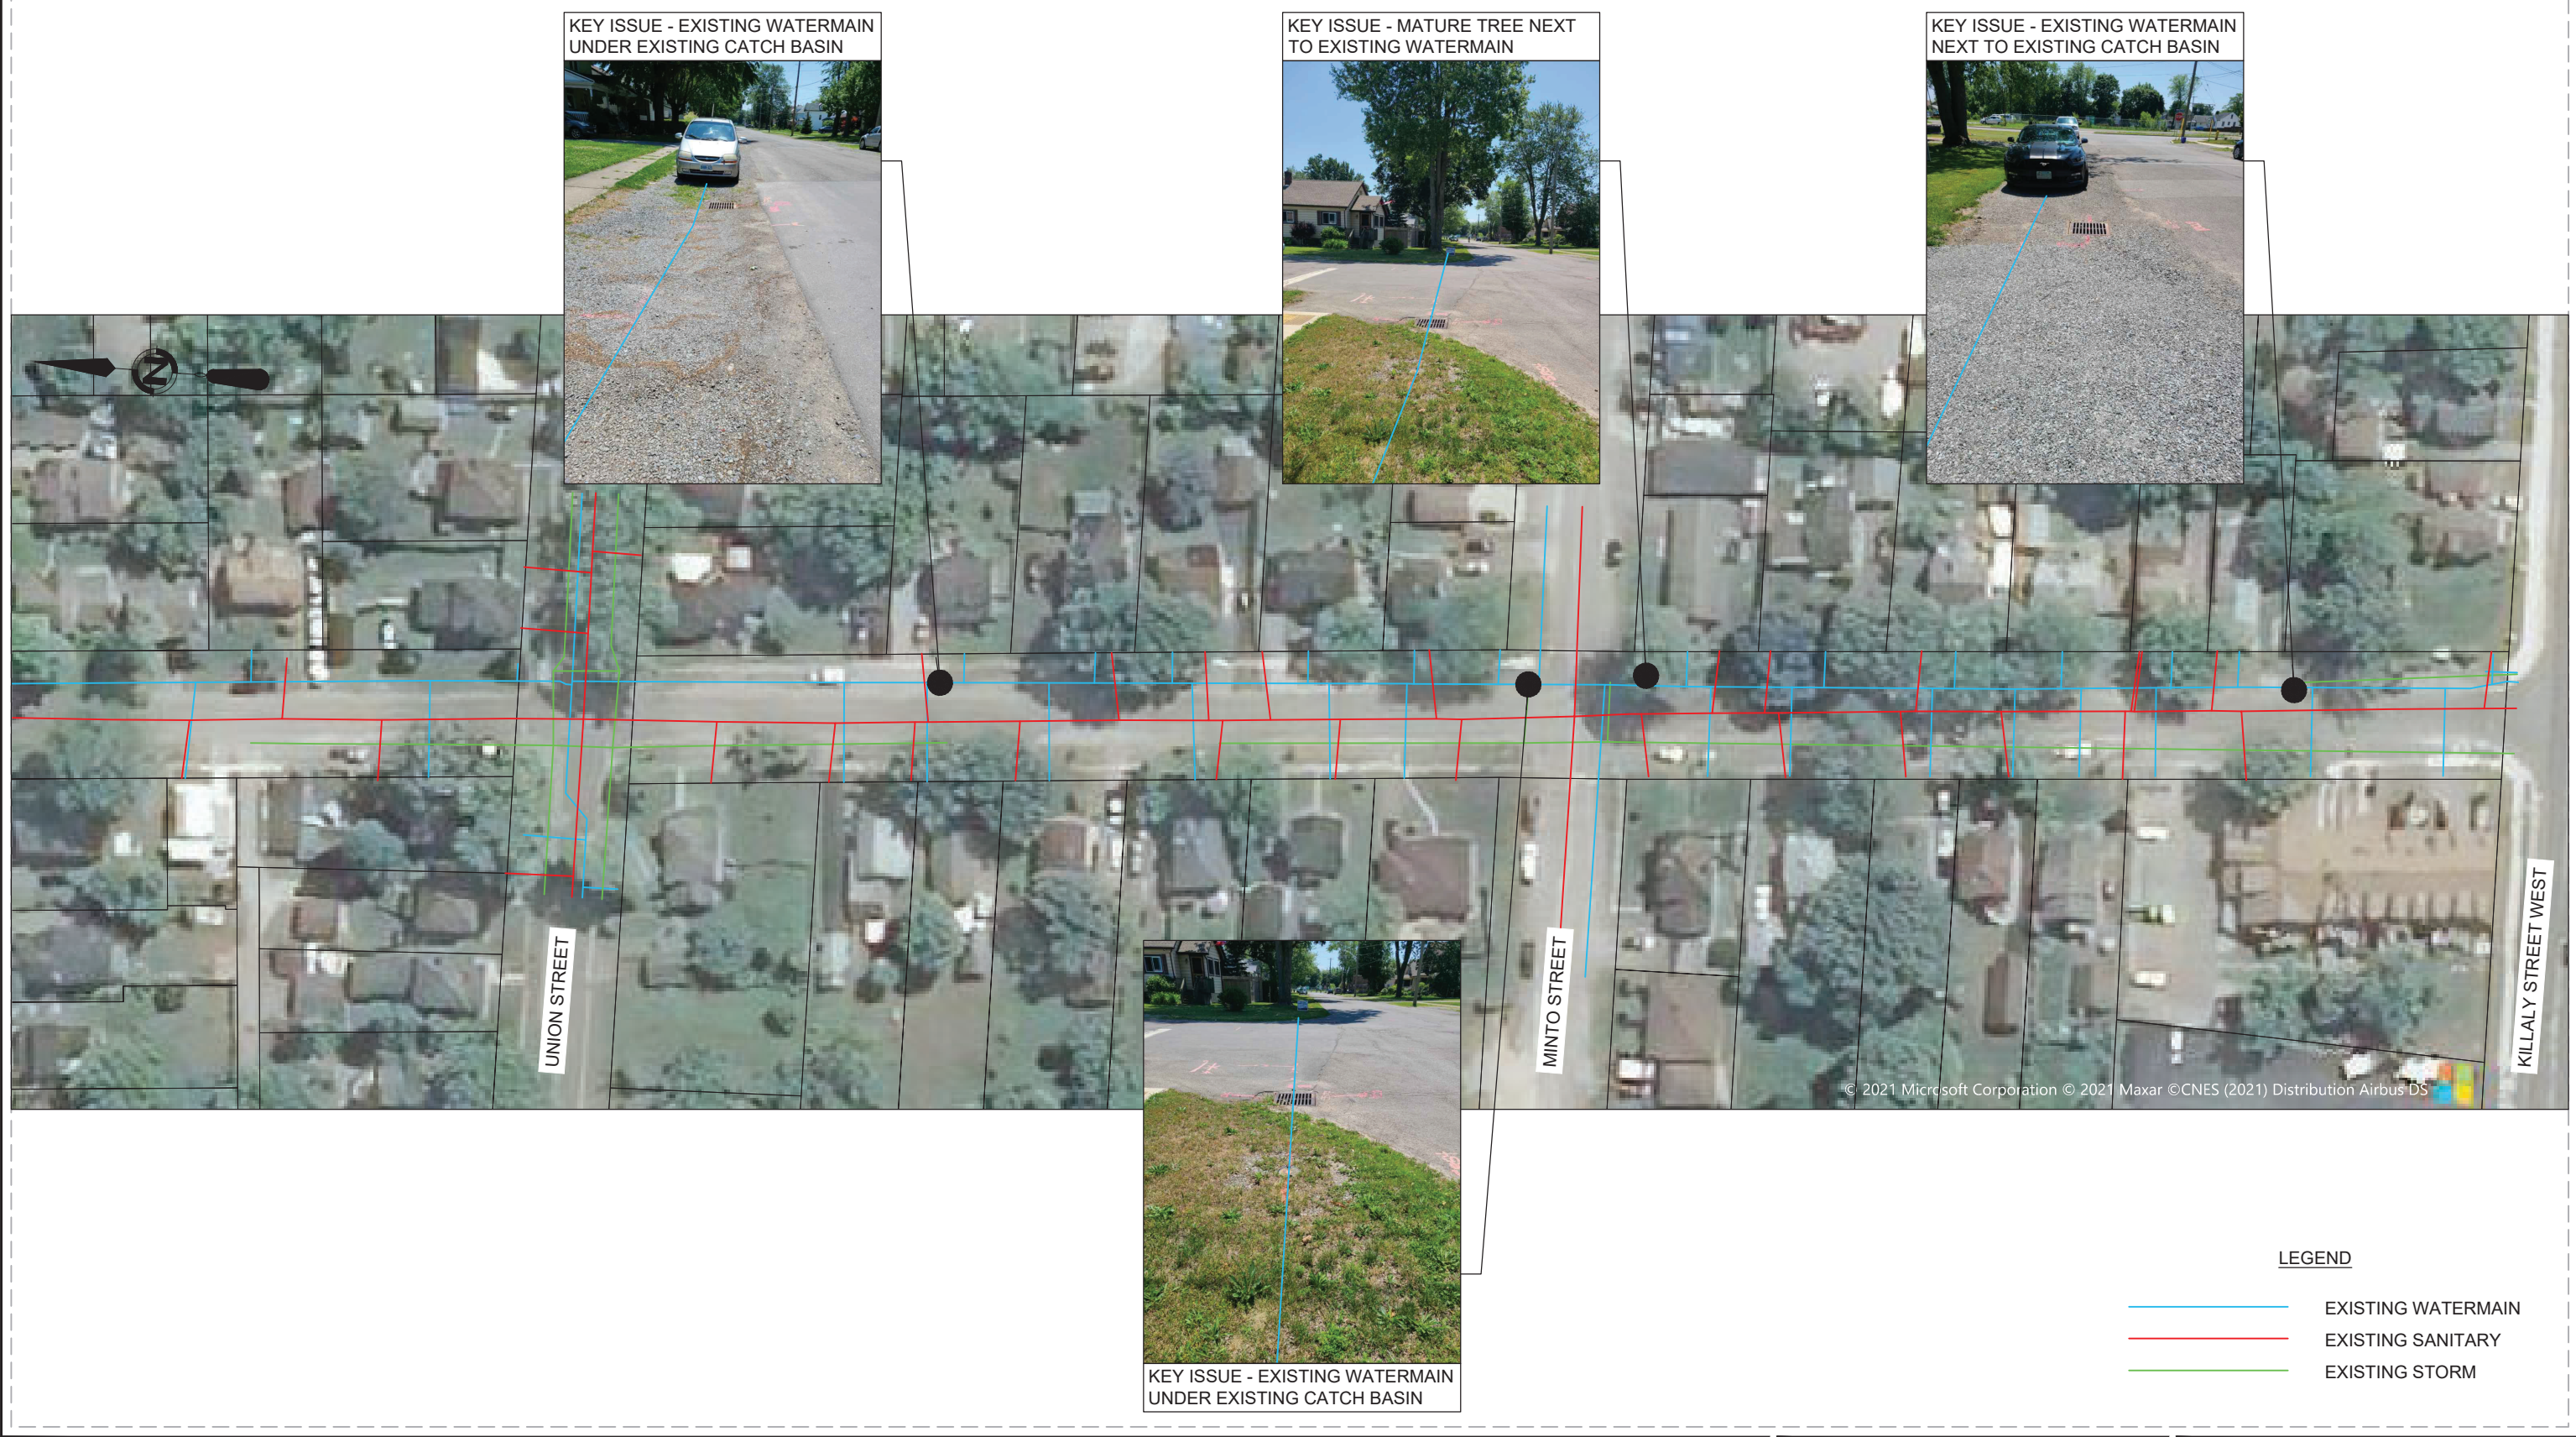 KEY ISSUE - EXISTING WATERMAIN
UNDER EXISTING CATCH BASIN
KEY ISSUE - MATURE TREE NEXT
TO EXISTING WATERMAIN
KEY ISSUE - EXISTING WATERMAIN
NEXT TO EXISTING CATCH BASIN
N
UNION STREET
MINTO STREET
KILLALY STREET WEST
© 2021 Microsoft Corporation © 2021 Maxar ©CNES (2021) Distribution Airbus DS
KEY ISSUE - EXISTING WATERMAIN
UNDER EXISTING CATCH BASIN
LEGEND
EXISTING WATERMAIN
EXISTING SANITARY
EXISTING STORM